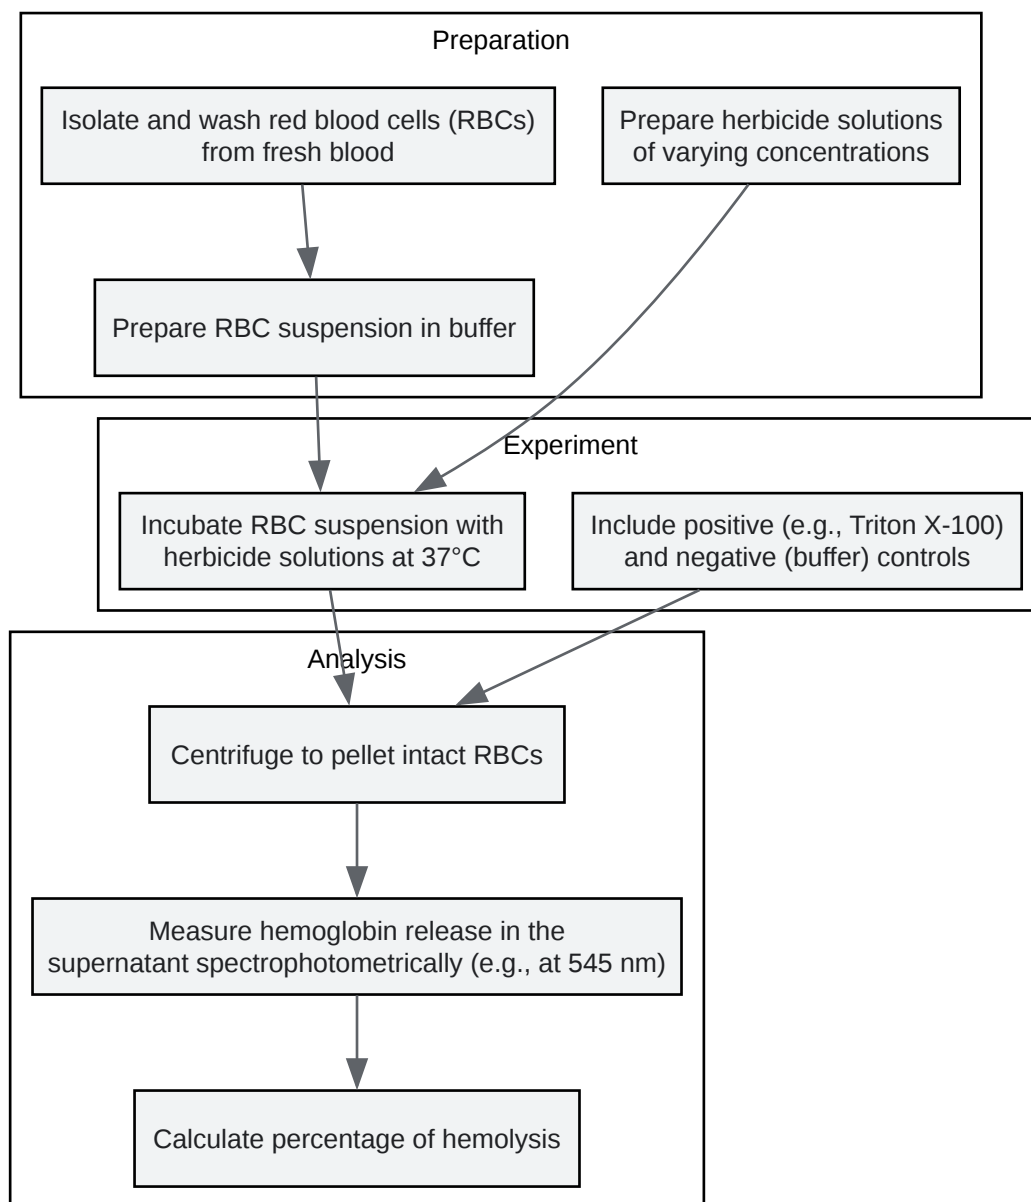 Preparation
Isolate and wash red blood cells (RBCs)
from fresh blood
Prepare herbicide solutions
of varying concentrations
Prepare RBC suspension in buffer
Experiment
Incubate RBC suspension with
herbicide solutions at 37°C
Include positive (e.g., Triton X-100)
and negative (buffer) controls
Analysis
Centrifuge to pellet intact RBCs
Measure hemoglobin release in the
supernatant spectrophotometrically (e.g., at 545 nm)
Calculate percentage of hemolysis